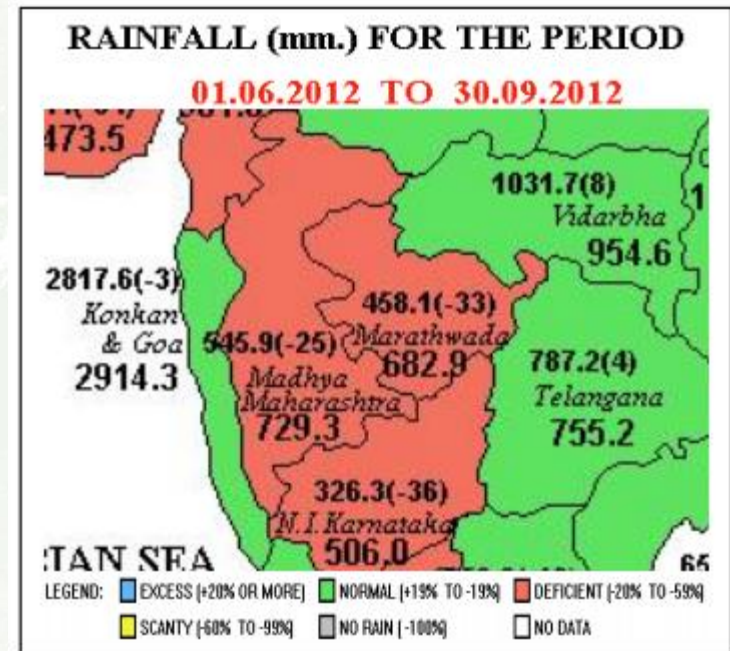 RAINFALL (mm.) FOR THE PERIOD
01.06.2012 TO 30.09.2012
473.5
1031.7(8)
Vidarbha
954.6
2817.6(-3)
Konkan
& Goa
2914.3
458.1(-33)
Marathwada
682.9
545.9(-25)
Madhya
Maharashtra
729.3
787.2(4)
Telangana
755.2
326.3(-36)
N.I.Karnataka
506.0
IAN SEA
65
LEGEND: EXCESS (+20% OR MORE) NORMAL (+19% TO -19%) DEFICIENT (-20% TO -59%)
SCANTY (-60% TO -99%) NO RAIN (-100%) NO DATA